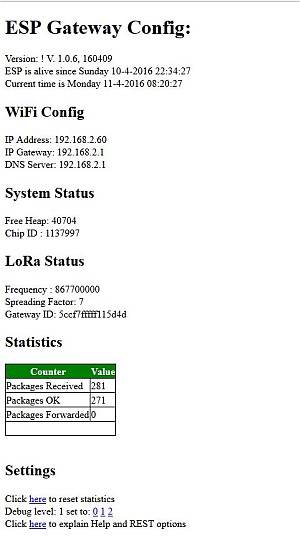 ESP Gateway Config:
Version: ! V. 1.0.6, 160409
ESP is alive since Sunday 10-4-2016 22:34:27
Current time is Monday 11-4-2016 08:20:27
WiFi Config
IP Address: 192.168.2.60
IP Gateway: 192.168.2.1
DNS Server: 192.168.2.1
System Status
Free Heap: 40704
Chip ID : 1137997
LoRa Status
Frequency : 867700000
Spreading Factor: 7
Gateway ID: 5ccf7fffff115d4d
Statistics
Counter Value
Packages Received 281
Packages OK 271
Packages Forwarded 0
Settings
Click here to reset statistics
Debug level: 1 set to: 0 1 2
Click here to explain Help and REST options